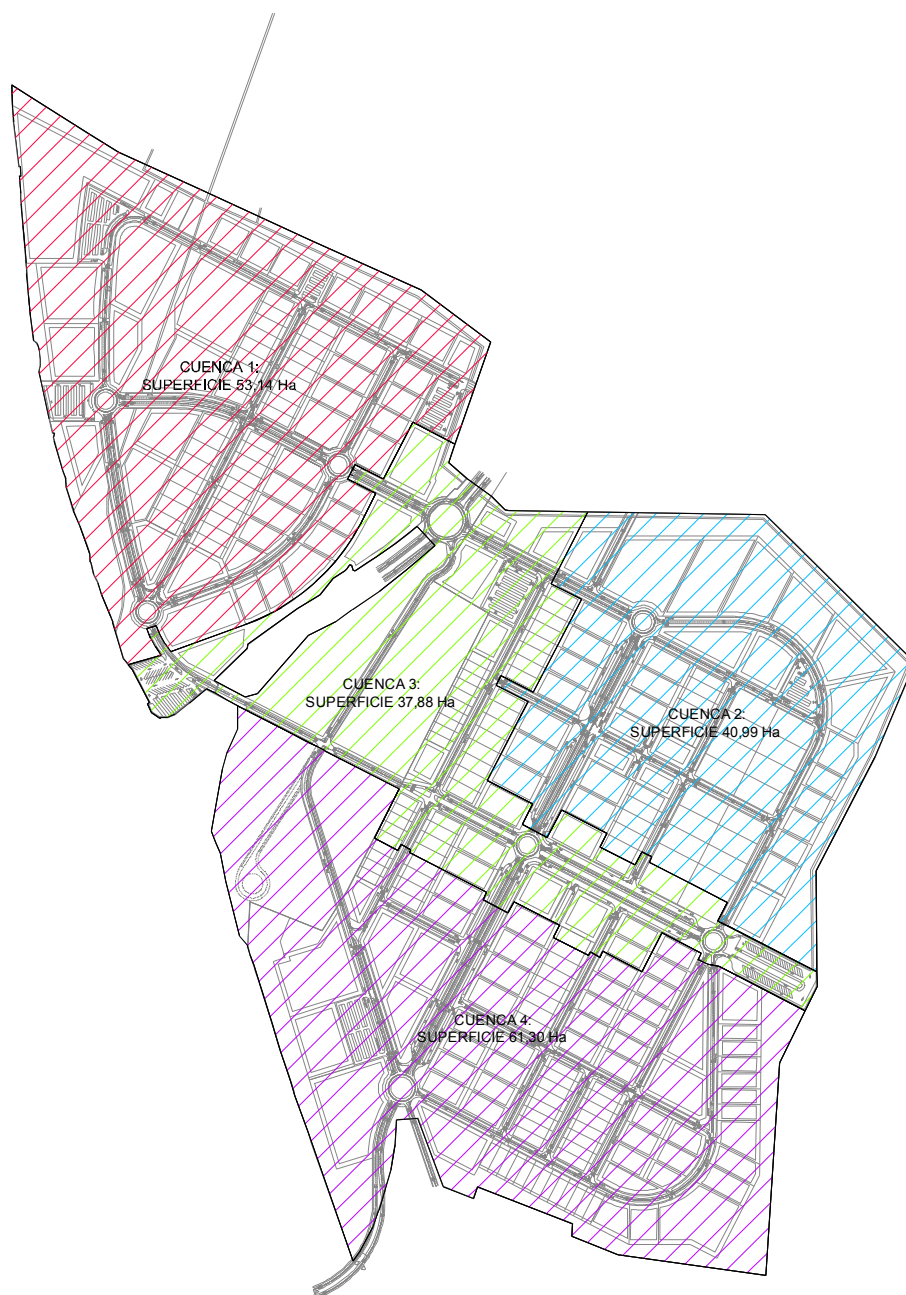 CUENCA 1:
SUPERFICIE 53,14 Ha
CUENCA 3:
SUPERFICIE 37,88 Ha
CUENCA 2:
SUPERFICIE 40,99 Ha
CUENCA 4:
SUPERFICIE 61,30 Ha